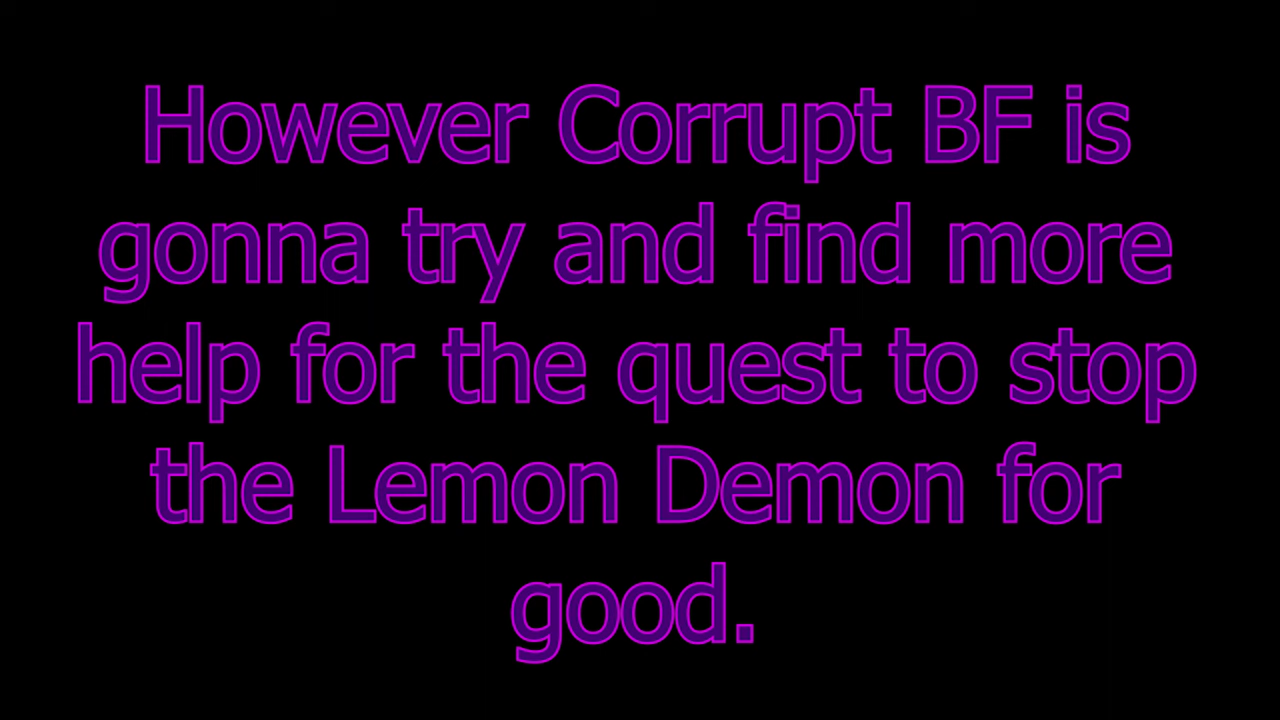 However Corrupt BF is
gonna try and find more
help for the quest to stop
the Lemon Demon for
good.